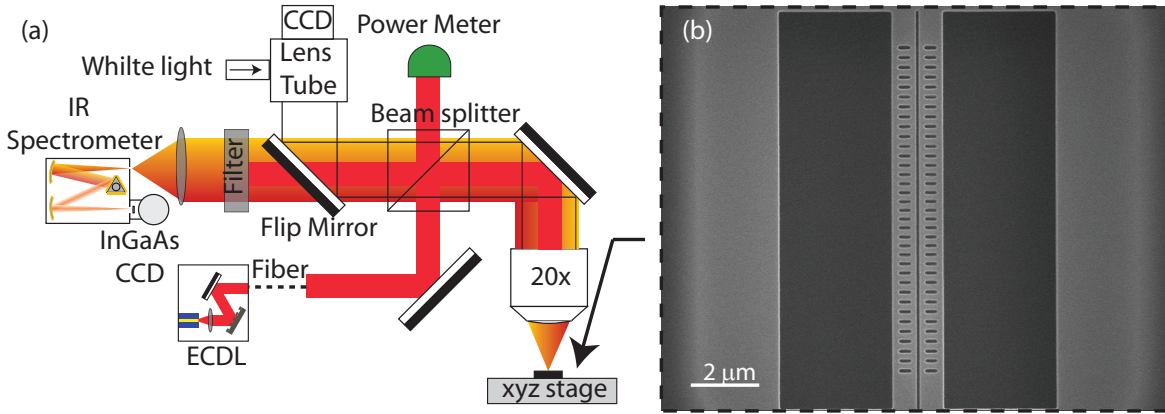 (a)
CCD
Lens
Tube
Whilte light
Power Meter
IR
Spectrometer
Beam splitter
Filter
Flip Mirror
InGaAs
CCD
Fiber
ECDL
20x
xyz stage
(b)
2 μm